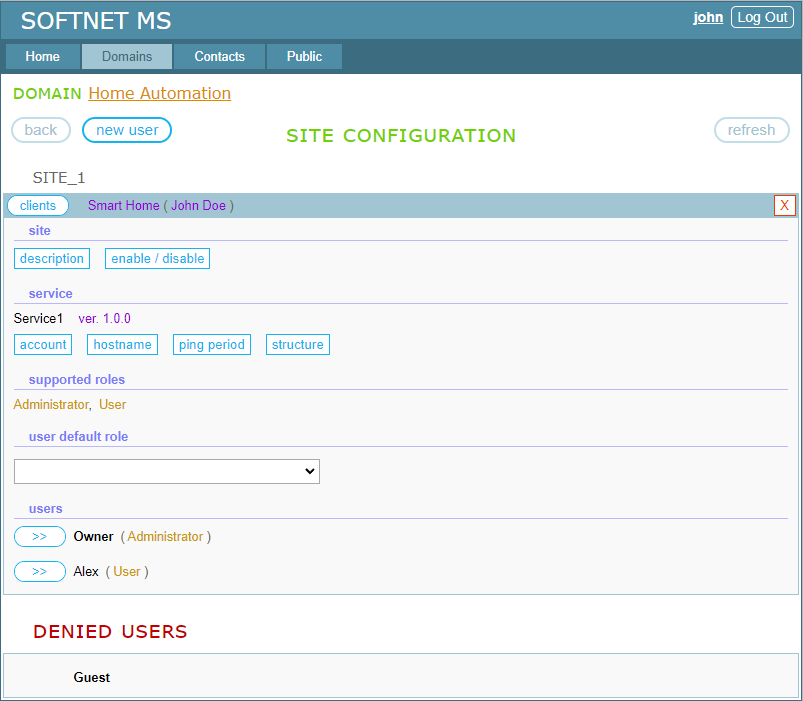 SOFTNET MS
john Log Out
Home Domains Contacts Public
DOMAIN Home Automation
back new user SITE CONFIGURATION refresh
SITE_1
clients Smart Home ( John Doe ) X
site
description enable / disable
service
Service1 ver. 1.0.0
account hostname ping period structure
supported roles
Administrator, User
user default role
users
>> Owner ( Administrator )
>> Alex ( User )
DENIED USERS
Guest